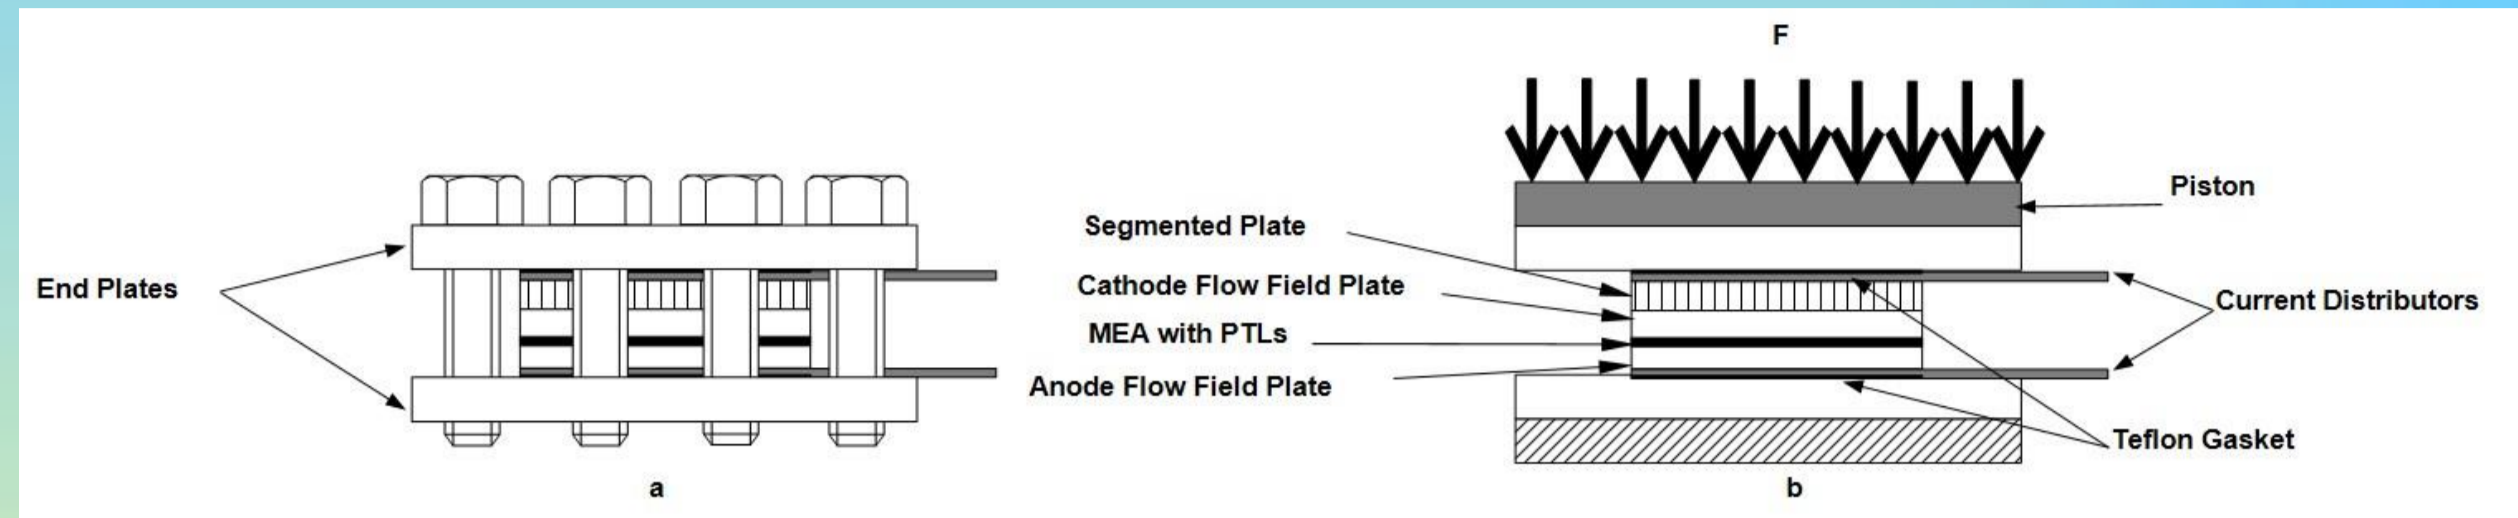 End Plates
a
F
Piston
Segmented Plate
Cathode Flow Field Plate
MEA with PTLs
Anode Flow Field Plate
Current Distributors
Teflon Gasket
b